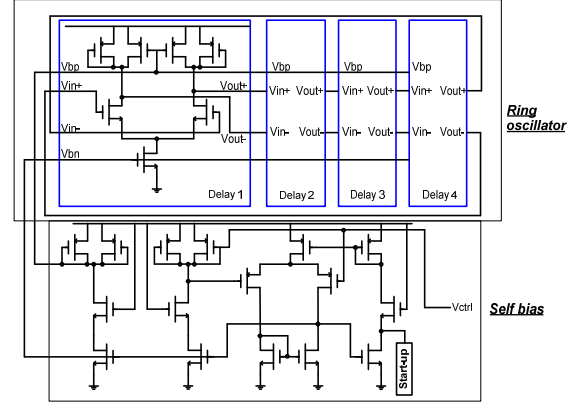 Vbp
Vin+
Vout+
Vin-
Vout-
Vbn
Delay 1
Vbp
Vin+ Vout+
Vin- Vout-
Delay 2
Vbp
Vin+ Vout+
Vin- Vout-
Delay 3
Vbp
Vin+ Vout+
Vin- Vout-
Delay 4
Ring
oscillator
Vctrl
Self bias
Start-up